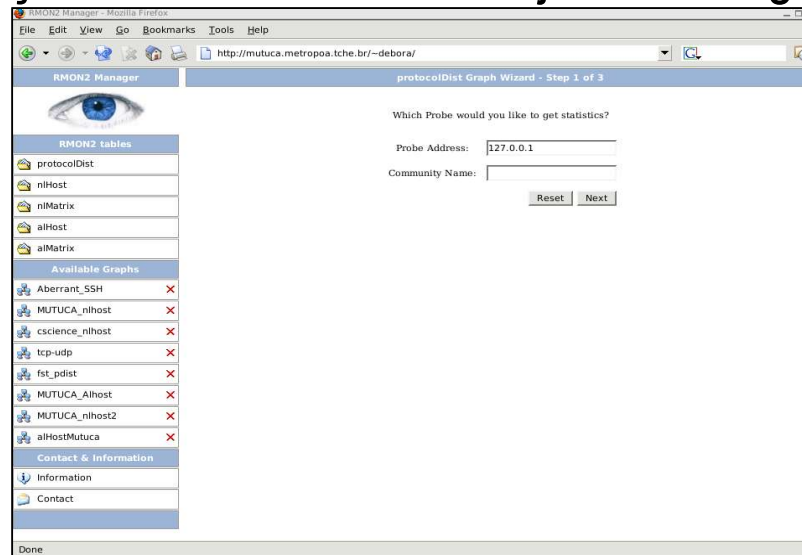 RMON2 Manager - Mozilla Firefox
File Edit View Go Bookmarks Tools Help
http://mutuca.metropoa.tche.br/~debora/
G
RMON2 Manager
protocolDist Graph Wizard - Step 1 of 3
Which Probe would you like to get statistics?
Probe Address: 127.0.0.1
Community Name:
Reset Next
RMON2 tables
protocolDist
nlHost
nlMatrix
alHost
alMatrix
Available Graphs
Aberrant_SSH
MUTUCA_nlhost
cscience_nlhost
tcp-udp
fst_pdist
MUTUCA_Alhost
MUTUCA_nlhost2
alHostMutuca
Contact & Information
Information
Contact
Done